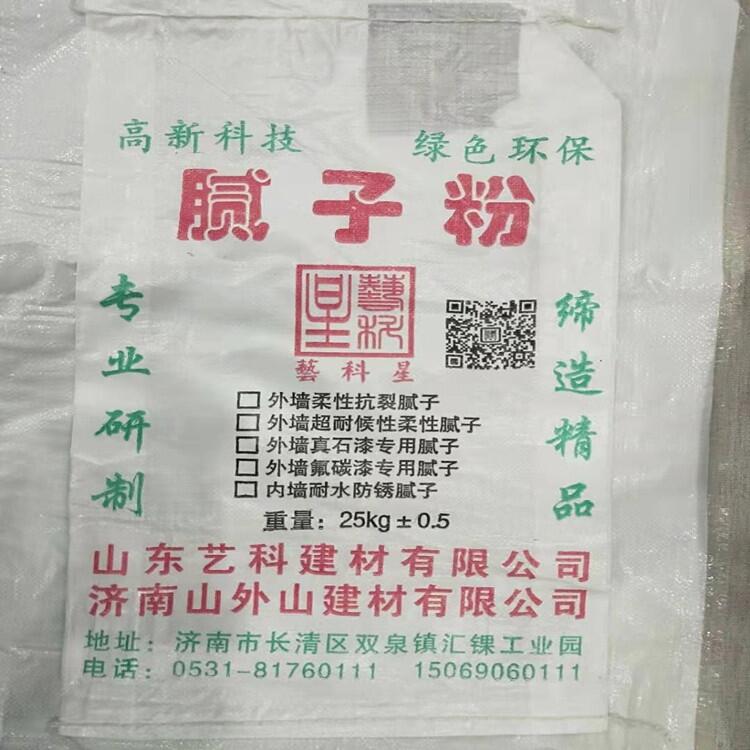 高新科技 绿色环保
腻子粉
专业研制
藝科星
藝科星
缔造精品
□外墙柔性抗裂腻子
□外墙超耐候性柔性腻子
□外墙真石漆专用腻子
□外墙氟碳漆专用腻子
□内墙耐水防锈腻子
重量：25kg±0.5
山东艺科建材有限公司
济南山外山建材有限公司
地址：济南市长清区双泉镇汇锞工业园
电话：0531-81760111 15069060111